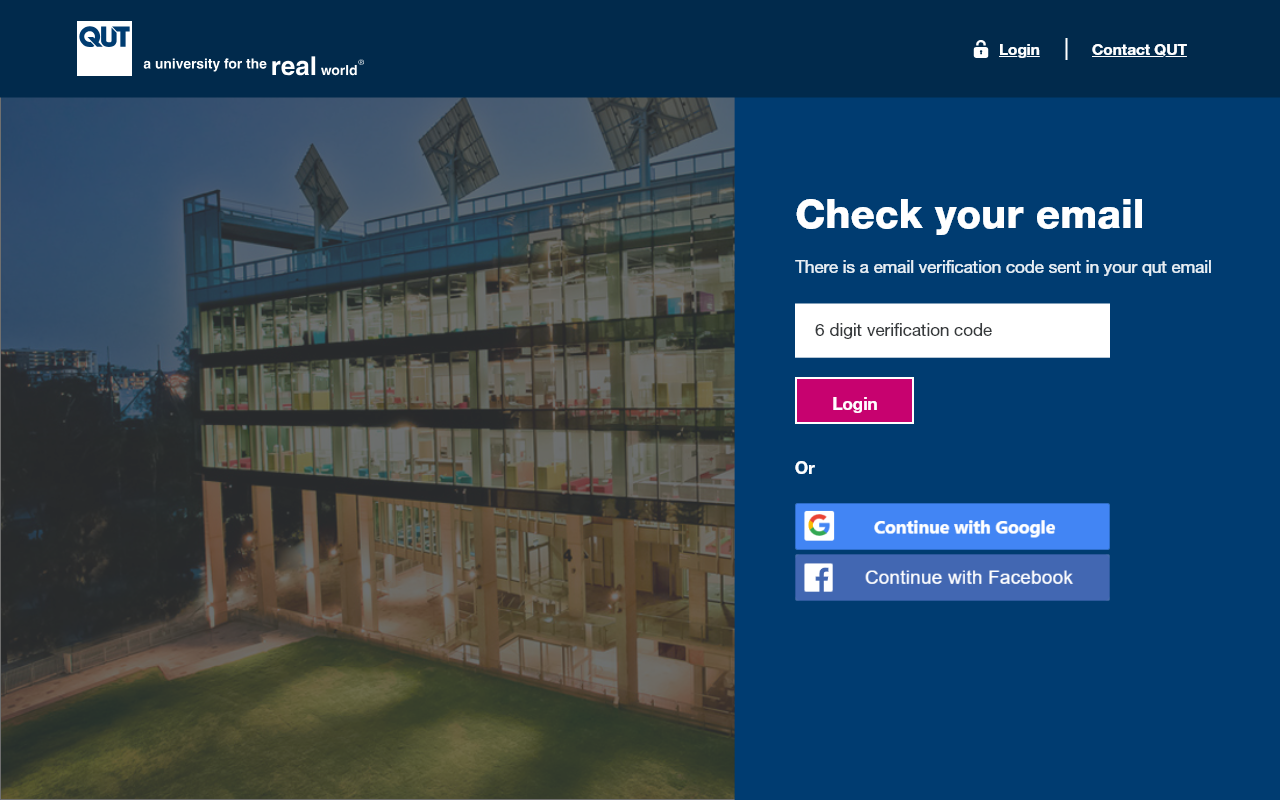 QUT
a university for the real world®
Login
Contact QUT
Check your email
There is a email verification code sent in your qut email
6 digit verification code
Login
Or
Continue with Google
Continue with Facebook